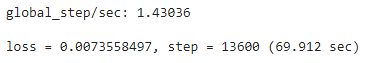 global_step/sec: 1.43036
loss = 0.0073558497, step = 13600 (69.912 sec)